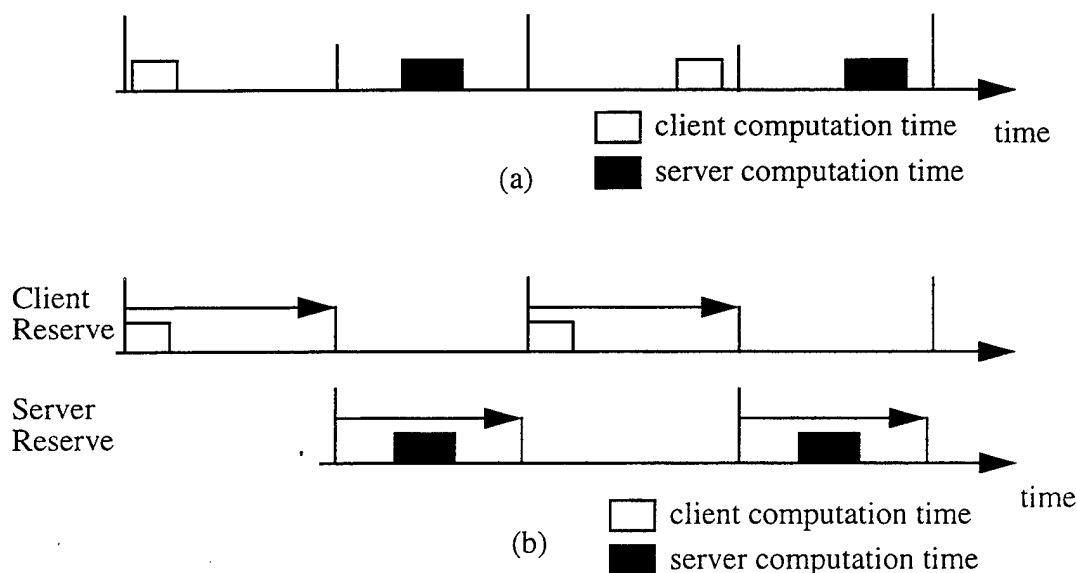 client computation time
time
server computation time
(a)
Client
Reserve
Server
Reserve
time
client computation time
(b)
server computation time